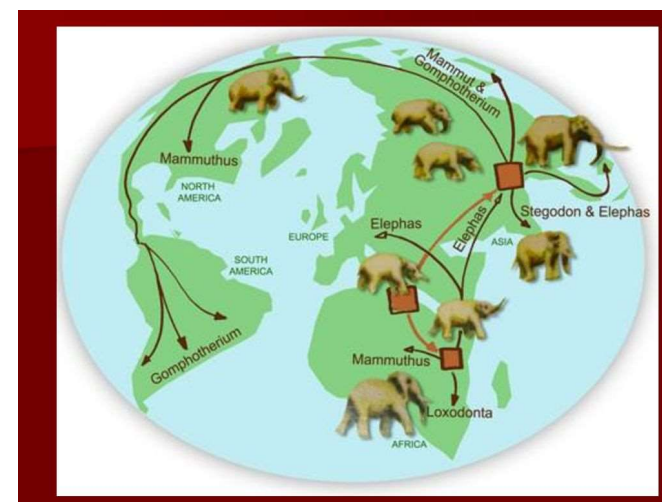 Mammut &
Gomphotherium
Mammuthus
NORTH
AMERICA
Stegodon & Elephas
Elephas
Elephas
EUROPE
ASIA
SOUTH
AMERICA
Gomphotherium
Mammuthus
Loxodonta
AFRICA